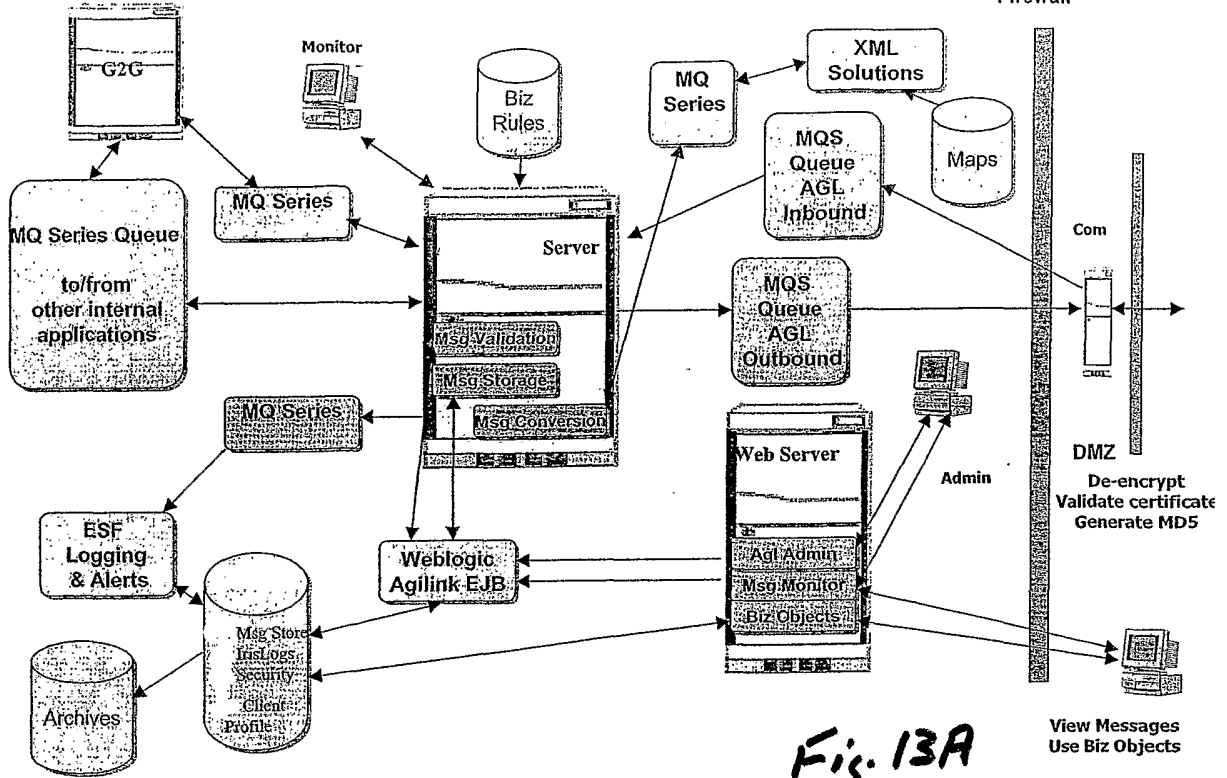 Firewall
G2G
Monitor
Biz
Rules
MQ
Series
XML
Solutions
Maps
MQS
Queue
AGL
Inbound
MQ Series
MQ Series Queue
to/from
other internal
applications
Server
Msg Validation
Msg Storage
Msg Conversion
MQS
Queue
AGL
Outbound
Com
DMZ
De-encrypt
Validate certificate
Generate MD5
MQ Series
ESF
Logging
& Alerts
Weblogic
Agilink EJB
Web Server
Agl Admin
Msg Monitor
Biz Objects
Admin
Msg Store
IrisLogs
Security
Client
Profile
Archives
View Messages
Use Biz Objects
Fig. 13A